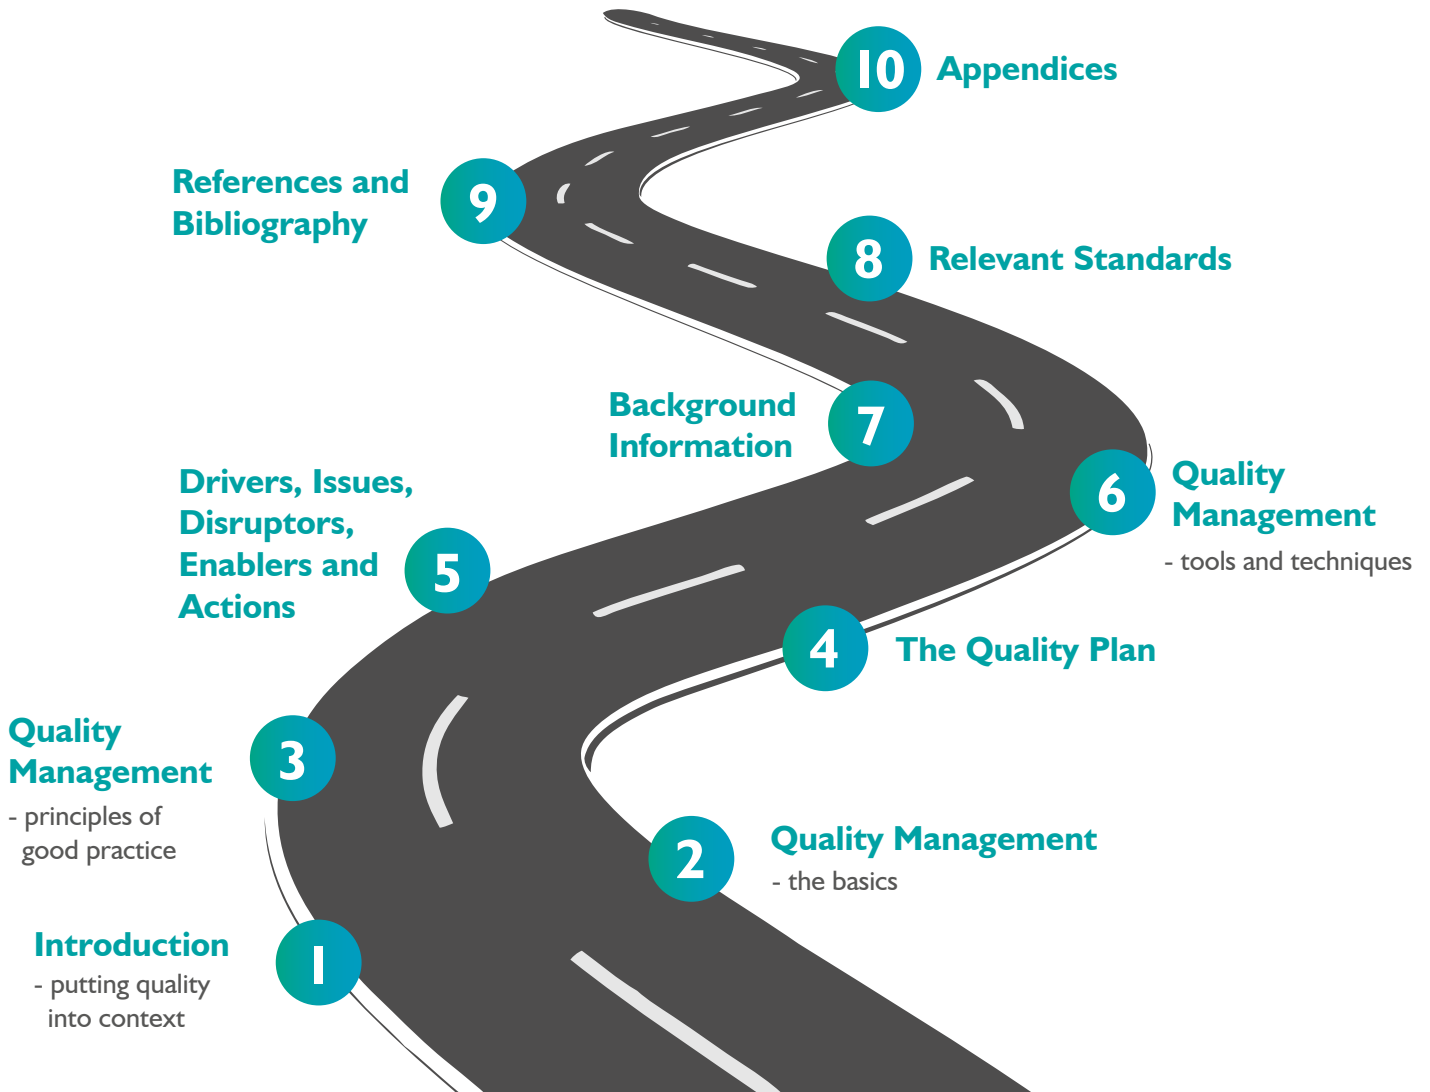 10
Appendices
References and
Bibliography
9
8
Relevant Standards
Background
Information
7
Quality
Management
- tools and techniques
6
Drivers, Issues,
Disruptors,
Enablers and
Actions
5
4
The Quality Plan
Quality
Management
- principles of
good practice
3
2
Quality Management
- the basics
Introduction
- putting quality
into context
1